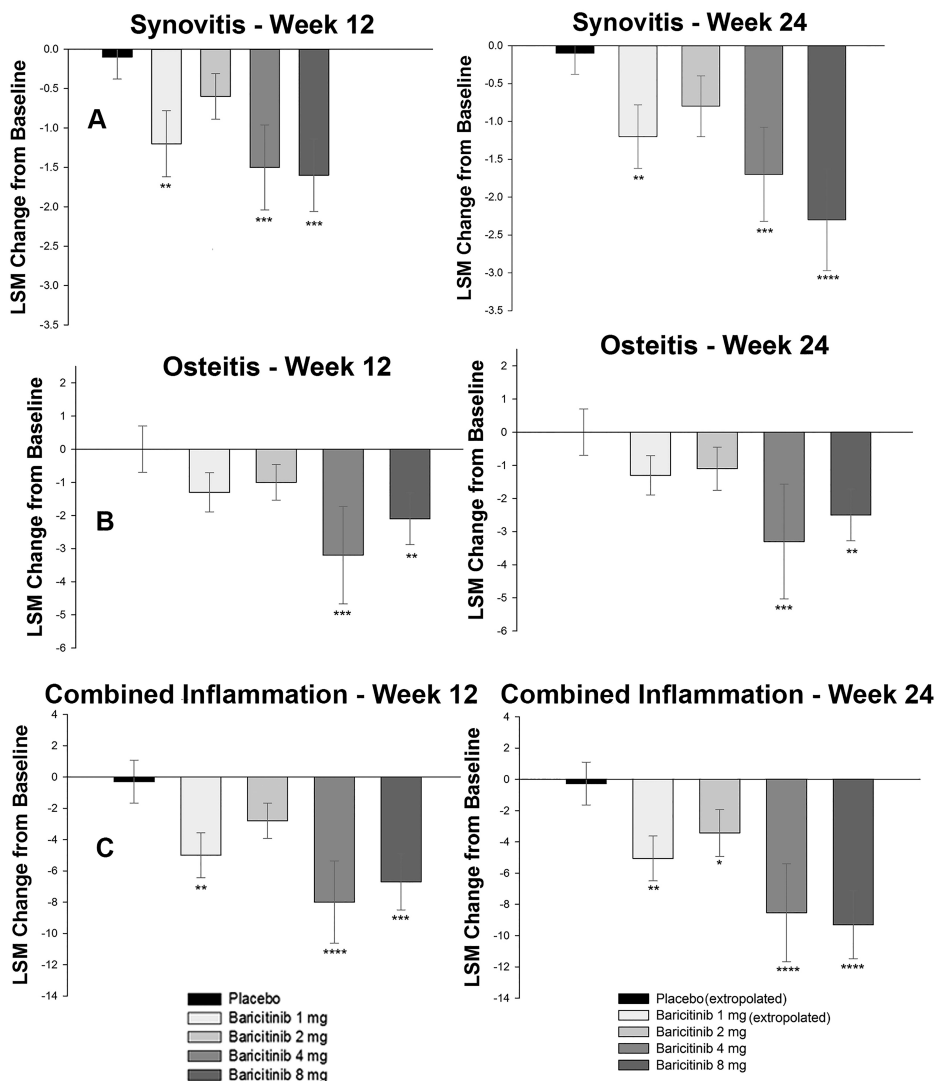 Synovitis - Week 12
LSM Change from Baseline
0.0
-0.5
-1.0
-1.5
-2.0
-2.5
-3.0
-3.5
A
**
***
***
Synovitis - Week 24
LSM Change from Baseline
0.0
-0.5
-1.0
-1.5
-2.0
-2.5
-3.0
-3.5
**
***
****
Osteitis - Week 12
LSM Change from Baseline
2
1
0
-1
-2
-3
-4
-5
-6
B
***
**
Osteitis - Week 24
LSM Change from Baseline
2
1
0
-1
-2
-3
-4
-5
-6
***
**
Combined Inflammation - Week 12
LSM Change from Baseline
4
2
0
-2
-4
-6
-8
-10
-12
-14
C
**
****
***
Combined Inflammation - Week 24
LSM Change from Baseline
4
2
0
-2
-4
-6
-8
-10
-12
-14
**
*
****
****
Placebo
Baricitinib 1 mg
Baricitinib 2 mg
Baricitinib 4 mg
Baricitinib 8 mg
Placebo (extropolated)
Baricitinib 1 mg (extropolated)
Baricitinib 2 mg
Baricitinib 4 mg
Baricitinib 8 mg